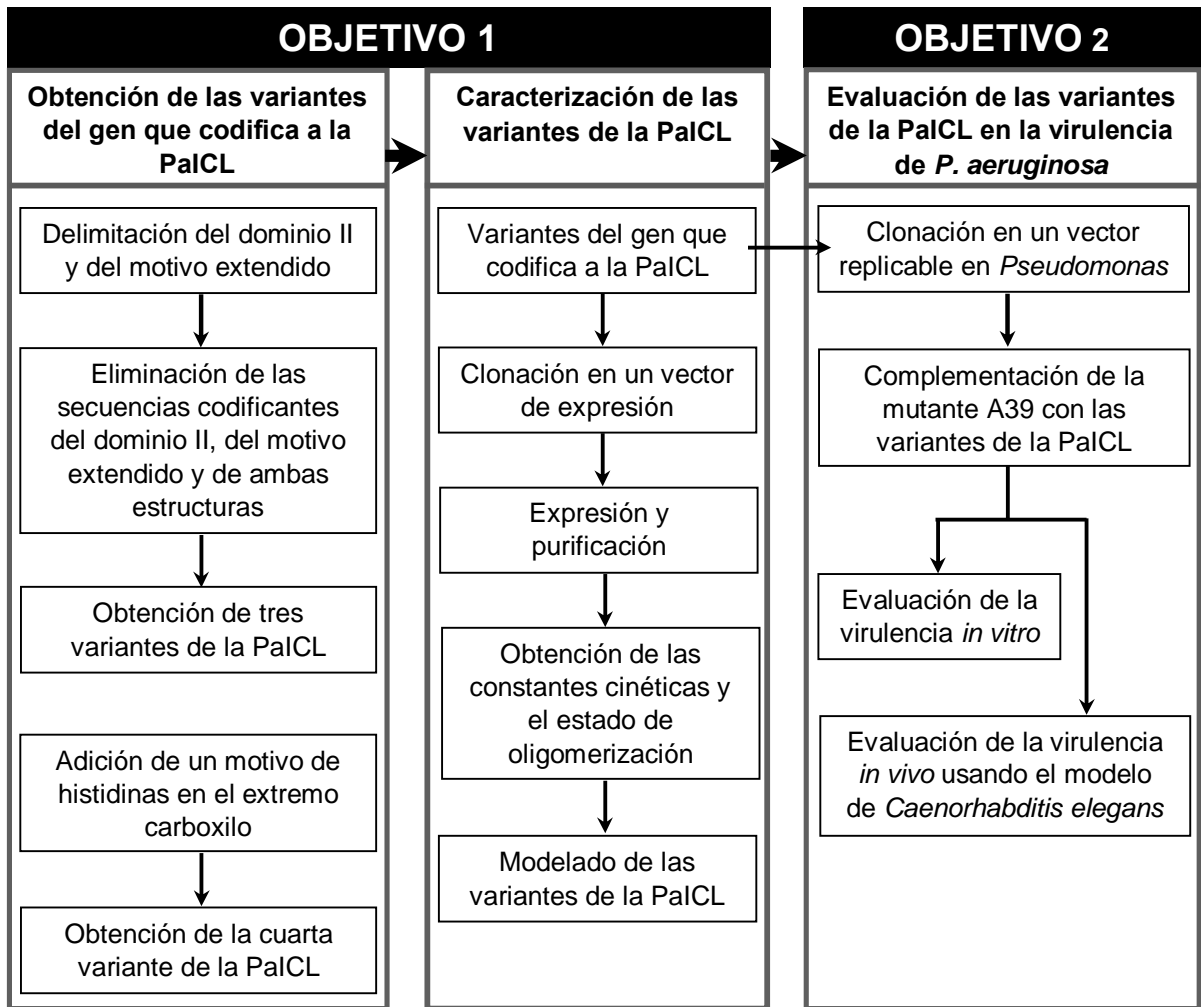 OBJETIVO 1
Obtención de las variantes
del gen que codifica a la
PaICL
Delimitación del dominio II
y del motivo extendido
Eliminación de las
secuencias codificantes
del dominio II, del motivo
extendido y de ambas
estructuras
Obtención de tres
variantes de la PaICL
Adición de un motivo de
histidinas en el extremo
carboxilo
Obtención de la cuarta
variante de la PaICL
Caracterización de las
variantes de la PaICL
Variantes del gen que
codifica a la PaICL
Clonación en un vector
de expresión
Expresión y
purificación
Obtención de las
constantes cinéticas y
el estado de
oligomerización
Modelado de las
variantes de la PaICL
OBJETIVO 2
Evaluación de las variantes
de la PaICL en la virulencia
de P. aeruginosa
Clonación en un vector
replicable en Pseudomonas
Complementación de la
mutante A39 con las
variantes de la PaICL
Evaluación de la
virulencia in vitro
Evaluación de la virulencia
in vivo usando el modelo
de Caenorhabditis elegans